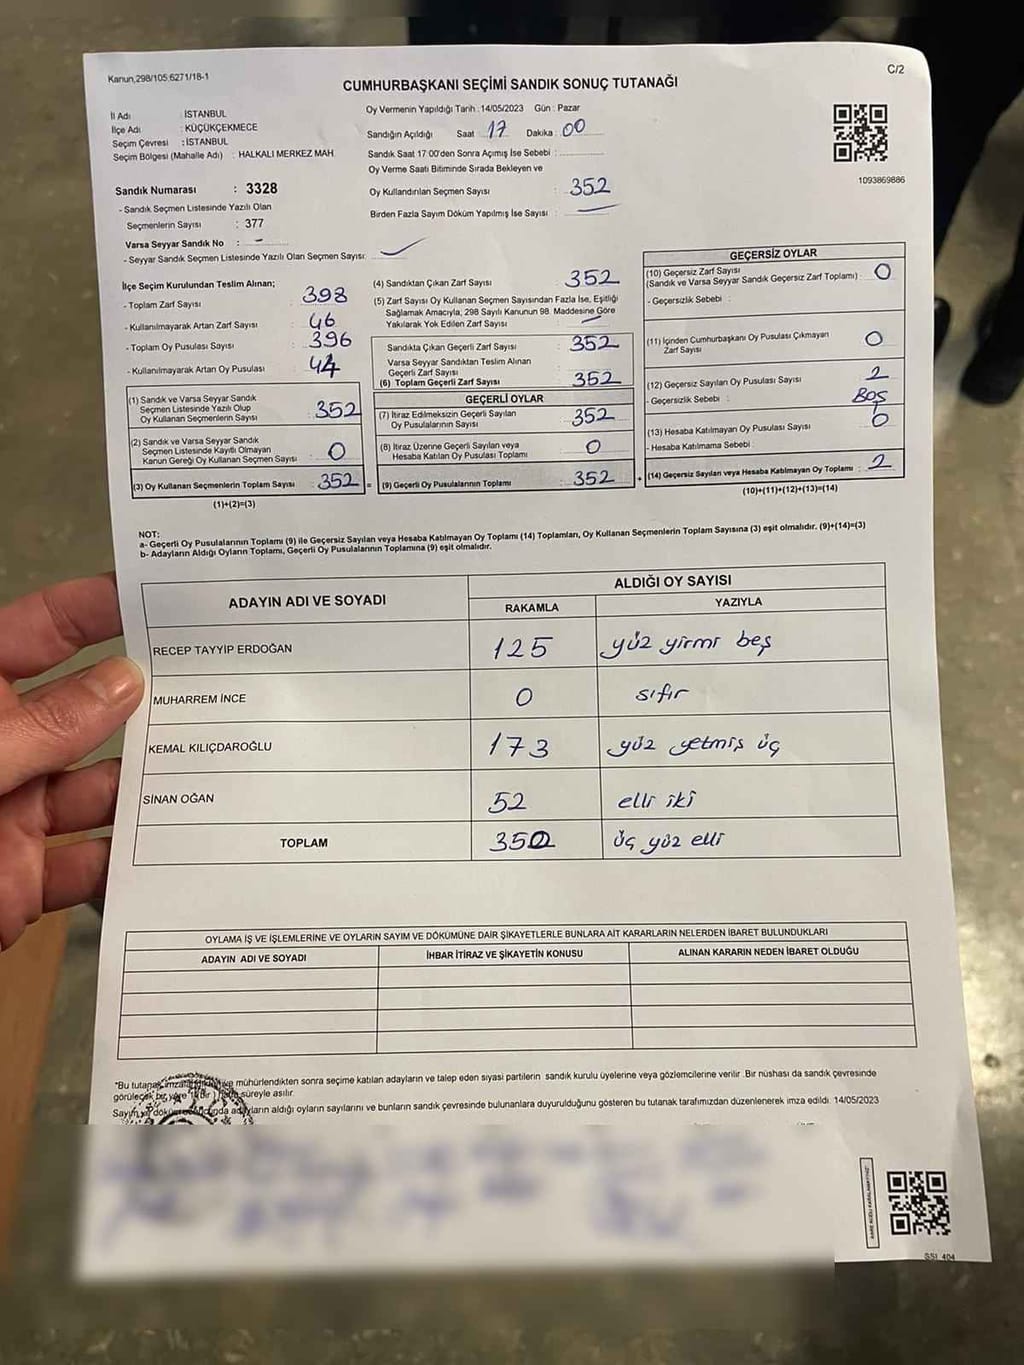 Kanun,298/105;6271/18-1
C/2
CUMHURBAŞKANI SEÇİMİ SANDIK SONUÇ TUTANAĞI
İl Adı : İSTANBUL
İlçe Adı : KÜÇÜKÇEKMECE
Seçim Çevresi : İSTANBUL
Seçim Bölgesi (Mahalle Adı) : HALKALI MERKEZ MAH.
Sandık Numarası : 3328
- Sandık Seçmen Listesinde Yazılı Olan
Seçmenlerin Sayısı : 377
Varsa Seyyar Sandık No : -
- Seyyar Sandık Seçmen Listesinde Yazılı Olan Seçmen Sayısı:
Oy Vermenin Yapıldığı Tarih : 14/05/2023 Gün : Pazar
Sandığın Açıldığı Saat 17 Dakika 00
Sandık Saat 17:00'den Sonra Açımış İse Sebebi :
Oy Verme Saati Bitiminde Sırada Bekleyen ve
Oy Kullandırılan Seçmen Sayısı : 352
Birden Fazla Sayım Döküm Yapılmış İse Sayısı :
1093869886
İlçe Seçim Kurulundan Teslim Alınan;
- Toplam Zarf Sayısı : 398
- Kullanılmayarak Artan Zarf Sayısı : 46
- Toplam Oy Pusulası Sayısı : 396
- Kullanılmayarak Artan Oy Pusulası : 44
(1) Sandık ve Varsa Seyyar Sandık
Seçmen Listesinde Yazılı Olup
Oy Kullanan Seçmenlerin Sayısı : 352
(2) Sandık ve Varsa Seyyar Sandık
Seçmen Listesinde Kayıtlı Olmayan
Kanun Gereği Oy Kullanan Seçmen Sayısı : 0
(3) Oy Kullanan Seçmenlerin Toplam Sayısı : 352 =
(1)+(2)=(3)
(4) Sandıktan Çıkan Zarf Sayısı : 352
(5) Zarf Sayısı Oy Kullanan Seçmen Sayısından Fazla İse, Eşitliği
Sağlamak Amacıyla; 298 Sayılı Kanunun 98. Maddesine Göre
Yakılarak Yok Edilen Zarf Sayısı :
Sandıkta Çıkan Geçerli Zarf Sayısı : 352
Varsa Seyyar Sandıktan Teslim Alınan
Geçerli Zarf Sayısı :
(6) Toplam Geçerli Zarf Sayısı : 352
GEÇERLİ OYLAR
(7) İtiraz Edilmeksizin Geçerli Sayılan
Oy Pusulalarının Sayısı : 352
(8) İtiraz Üzerine Geçerli Sayılan veya
Hesaba Katılan Oy Pusulası Toplamı : 0
(9) Geçerli Oy Pusulalarının Toplamı : 352 +
GEÇERSİZ OYLAR
(10) Geçersiz Zarf Sayısı
(Sandık ve Varsa Seyyar Sandık Geçersiz Zarf Toplamı) : 0
- Geçersizlik Sebebi :
(11) İçinden Cumhurbaşkanı Oy Pusulası Çıkmayan
Zarf Sayısı : 0
(12) Geçersiz Sayılan Oy Pusulası Sayısı : 2
- Geçersizlik Sebebi : Boş
(13) Hesaba Katılmayan Oy Pusulası Sayısı : 0
- Hesaba Katılmama Sebebi :
(14) Geçersiz Sayılan veya Hesaba Katılmayan Oy Toplamı : 2
(10)+(11)+(12)+(13)=(14)
NOT:
a- Geçerli Oy Pusulalarının Toplamı (9) ile Geçersiz Sayılan veya Hesaba Katılmayan Oy Toplamı (14) Toplamları, Oy Kullanan Seçmenlerin Toplam Sayısına (3) eşit olmalıdır. (9)+(14)=(3)
b- Adayların Aldığı Oyların Toplamı, Geçerli Oy Pusulalarının Toplamına (9) eşit olmalıdır.
ADAYIN ADI VE SOYADI
ALDIĞI OY SAYISI
RAKAMLA YAZIYLA
RECEP TAYYİP ERDOĞAN 125 yüz yirmi beş
MUHARREM İNCE 0 sıfır
KEMAL KILIÇDAROĞLU 173 yüz yetmiş üç
SİNAN OĞAN 52 elli iki
TOPLAM 350 üç yüz elli
OYLAMA İŞ VE İŞLEMLERİNE VE OYLARIN SAYIM VE DÖKÜMÜNE DAİR ŞİKAYETLERLE BUNLARA AİT KARARLARIN NELERDEN İBARET BULUNDUKLARI
ADAYIN ADI VE SOYADI İHBAR İTİRAZ VE ŞİKAYETİN KONUSU ALINAN KARARIN NEDEN İBARET OLDUĞU
*Bu tutanak mühürlendikten sonra seçime katılan adayların ve talep eden siyasi partilerin sandık kurulu üyelerine veya gözlemcilerine verilir. Bir nüshası da sandık çevresinde
görülecek bir yere süreyle asılır.
Sayım ve adayların aldığı oyların sayılarını ve bunların sandık çevresinde bulunanlara duyurulduğunu gösteren bu tutanak tarafımızdan düzenlenerek imza edildi. 14/05/2023